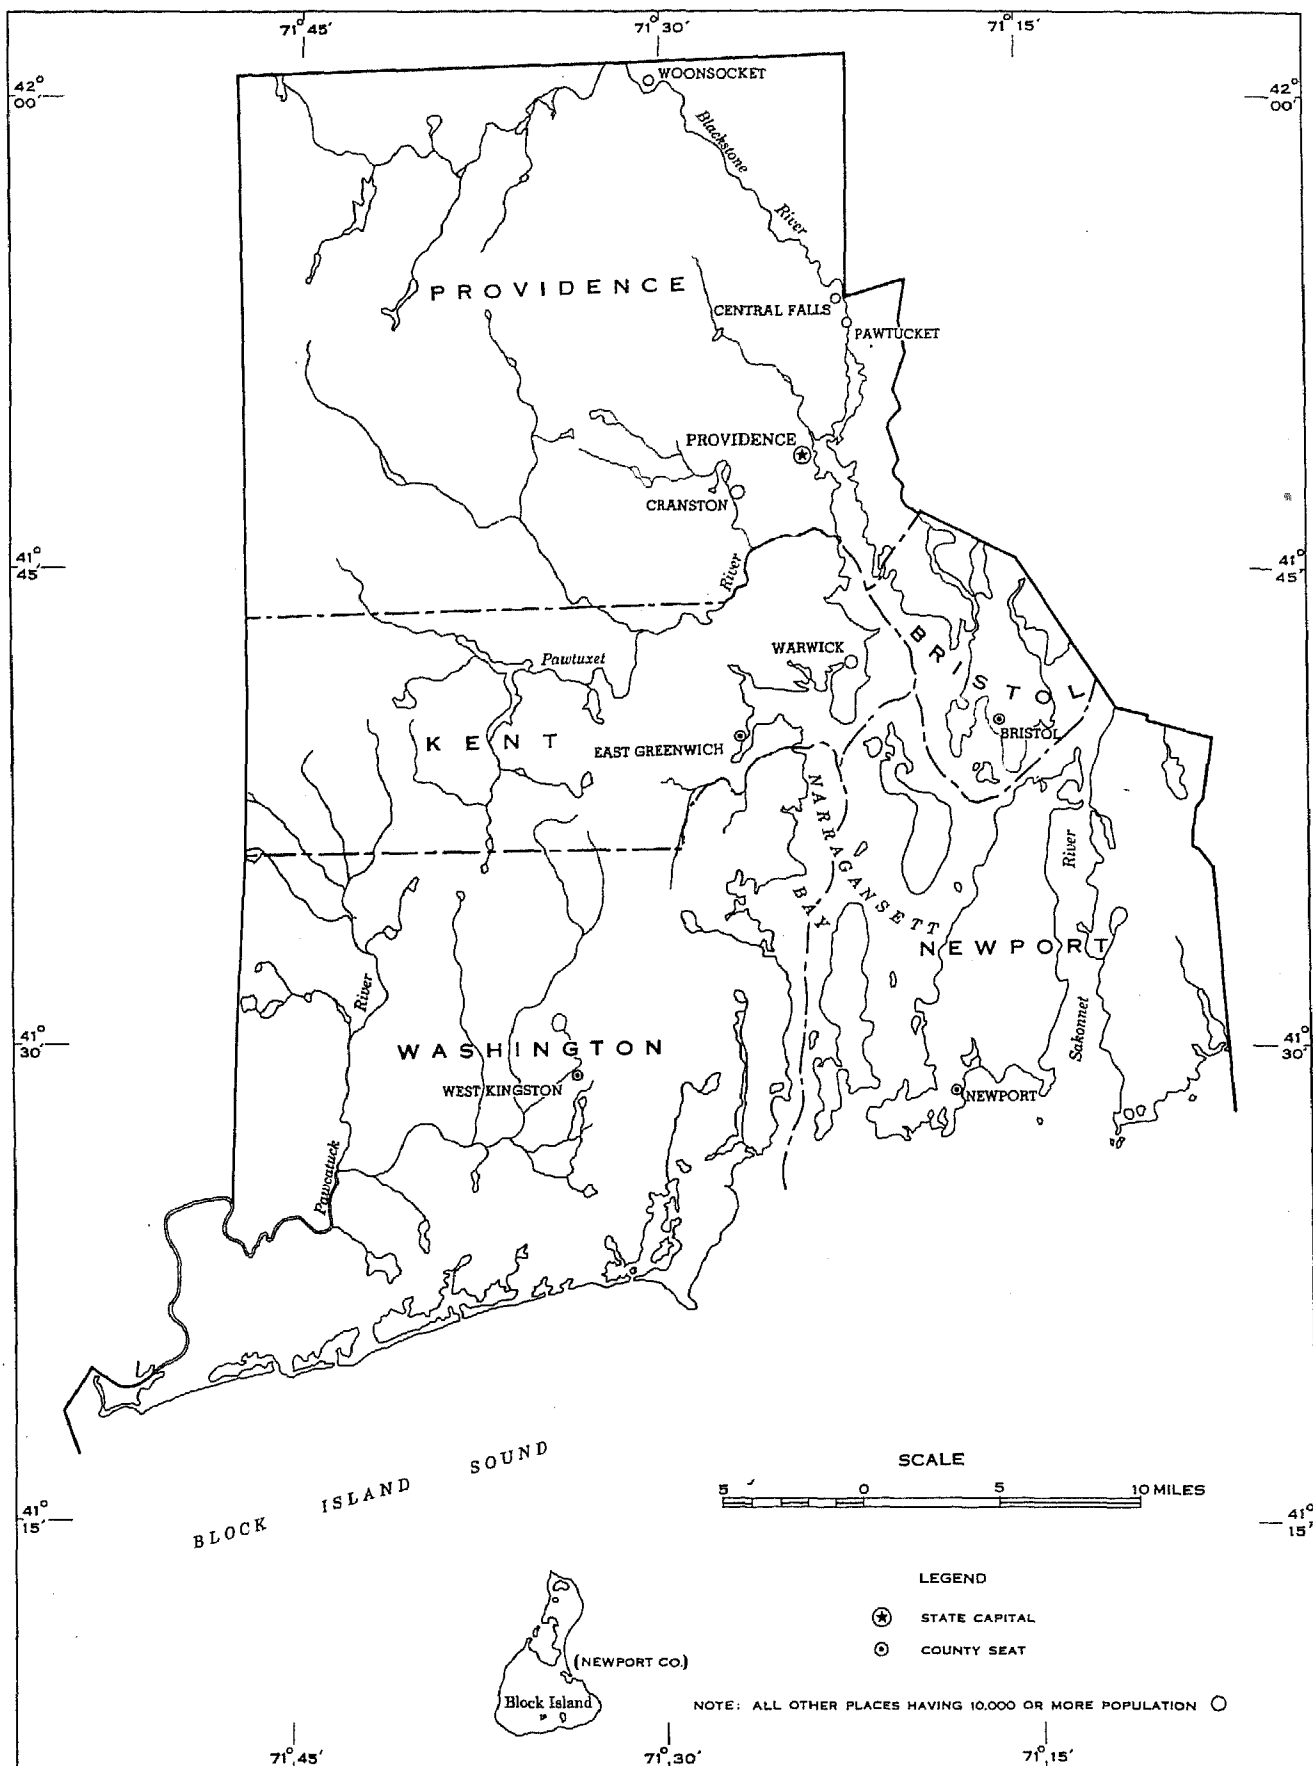 71° 45′
71° 30′
71° 15′
42° 00′
42° 00′
WOONSOCKET
Blackstone
River
PROVIDENCE
CENTRAL FALLS
PAWTUCKET
PROVIDENCE
CRANSTON
41° 45′
41° 45′
River
BRISTOL
WARWICK
Pawtuxet
KENT
EAST GREENWICH
BRISTOL
NARRAGANSETT
BAY
River
NEWPORT
River
Sakonnet
41° 30′
41° 30′
WASHINGTON
WEST KINGSTON
NEWPORT
Pawcatuck
BLOCK ISLAND SOUND
SCALE
5 0 5 10 MILES
41° 15′
41° 15′
LEGEND
STATE CAPITAL
COUNTY SEAT
(NEWPORT CO.)
Block Island
NOTE: ALL OTHER PLACES HAVING 10,000 OR MORE POPULATION
71° 45′
71° 30′
71° 15′